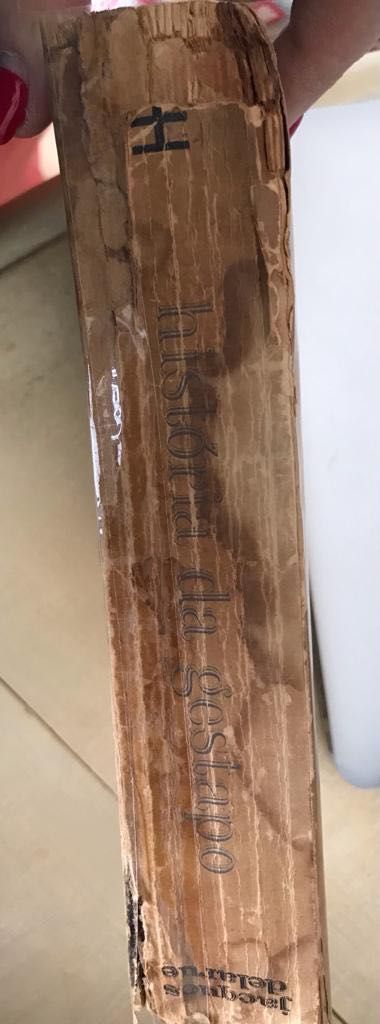 história da gestapo
jacques
delarue